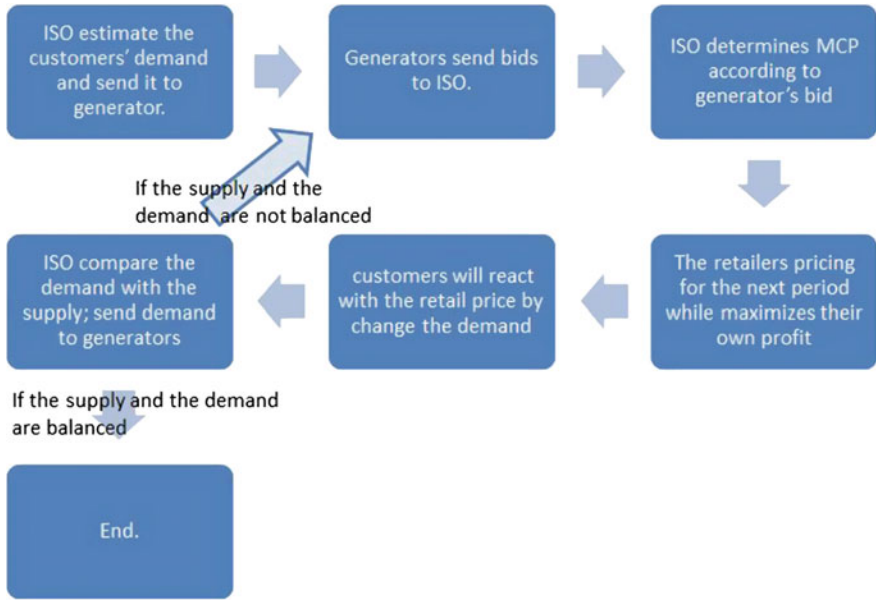 ISO estimate the
customers' demand
and send it to
generator.
Generators send bids
to ISO.
ISO determines MCP
according to
generator's bid
If the supply and the
demand are not balanced
The retailers pricing
for the next period
while maximizes their
own profit
customers will react
with the retail price by
change the demand
ISO compare the
demand with the
supply; send demand
to generators
If the supply and the demand
are balanced
End.